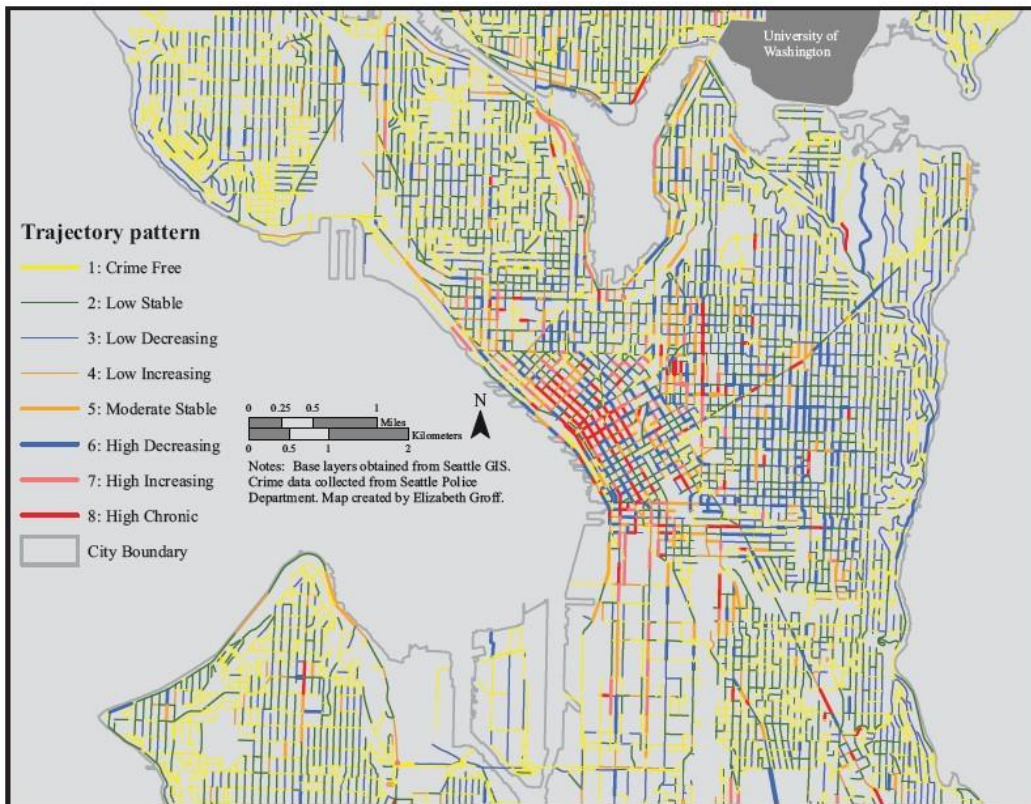 University of
Washington
Trajectory pattern
1: Crime Free
2: Low Stable
3: Low Decreasing
4: Low Increasing
5: Moderate Stable
6: High Decreasing
7: High Increasing
8: High Chronic
City Boundary
0 0.25 0.5 1
Miles
Kilometers
0 0.5 1 2
N
Notes: Base layers obtained from Seattle GIS.
Crime data collected from Seattle Police
Department. Map created by Elizabeth Groff.